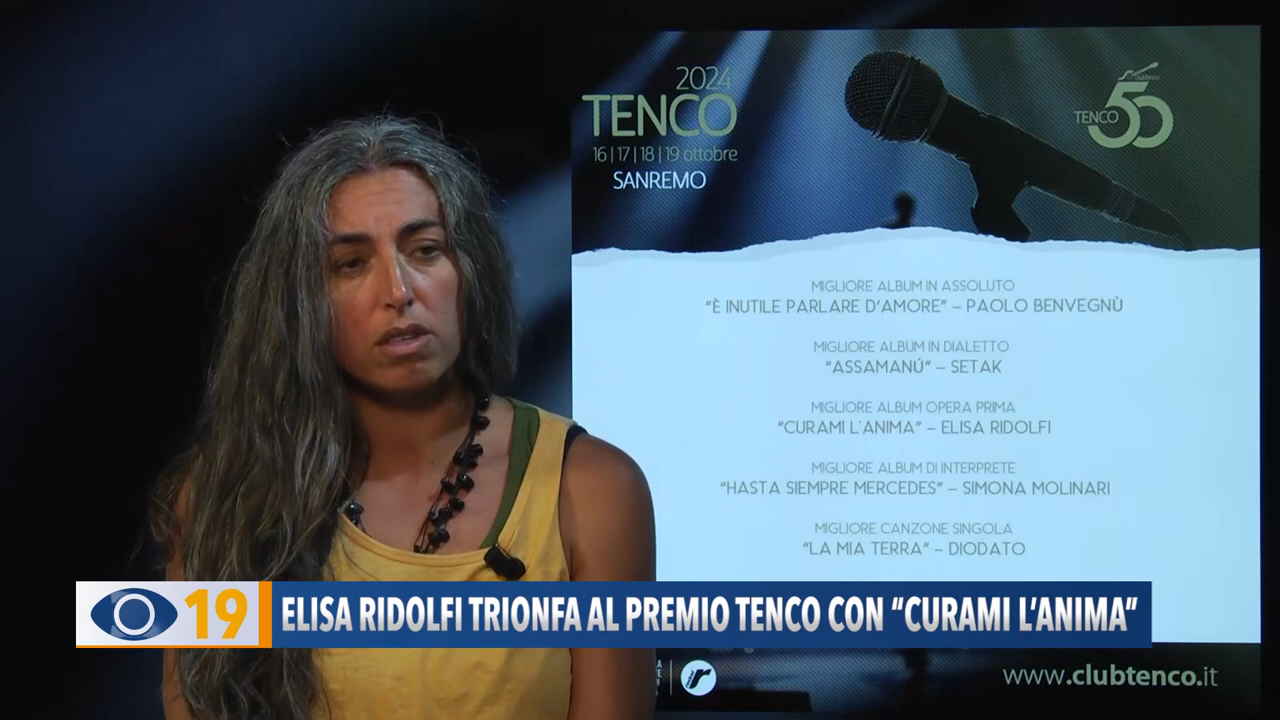 2024
TENCO
16 | 17 | 18 | 19 ottobre
SANREMO
clubtenco
TENCO 50
MIGLIORE ALBUM IN ASSOLUTO
“È INUTILE PARLARE D’AMORE” – PAOLO BENVEGNÙ
MIGLIORE ALBUM IN DIALETTO
“ASSAMANÚ” – SETAK
MIGLIORE ALBUM OPERA PRIMA
“CURAMI L'ANIMA” – ELISA RIDOLFI
MIGLIORE ALBUM DI INTERPRETE
“HASTA SIEMPRE MERCEDES” – SIMONA MOLINARI
MIGLIORE CANZONE SINGOLA
“LA MIA TERRA” – DIODATO
19 ELISA RIDOLFI TRIONFA AL PREMIO TENCO CON “CURAMI L’ANIMA”
www.clubtenco.it